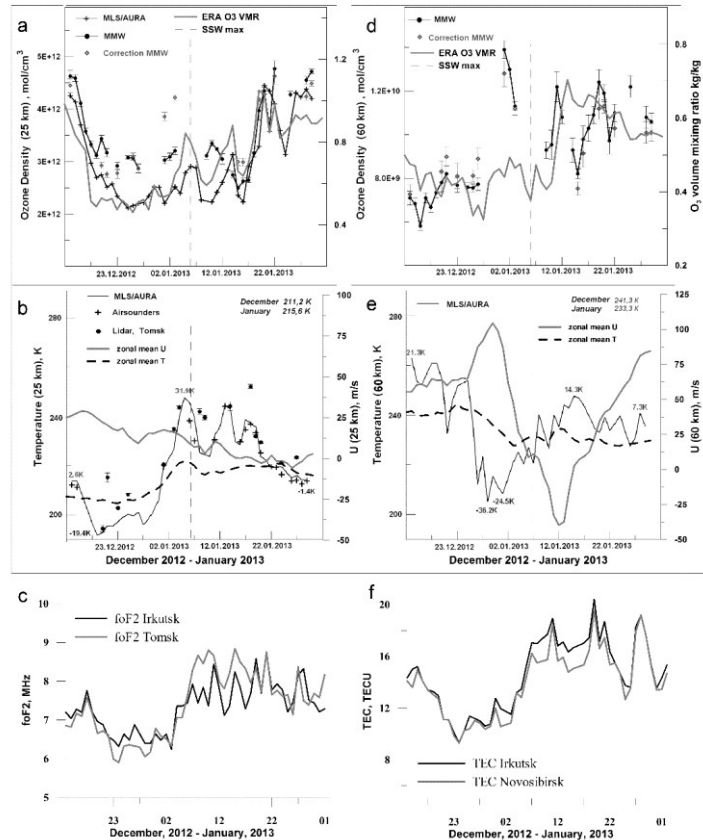 a
MLS/AURA
MMW
Correction MMW
ERA O3 VMR
SSW max
Ozone Density (25 km), mol/cm3
5E+12
4E+12
3E+12
2E+12
1.2
1.0
0.8
0.6
0.4
23.12.2012
02.01.2013
12.01.2013
22.01.2013
d
MMW
Correction MMW
ERA O3 VMR
SSW max
Ozone Density (60 km), mol/cm3
1.2E+10
1.0E+10
8.0E+9
0.8
0.6
0.4
0.2
O3 volume miximg ratio kg/kg
23.12.2012
02.01.2013
12.01.2013
22.01.2013
b
MLS/AURA
Airsounders
Lidar, Tomsk
zonal mean U
zonal mean T
December 211,2 K
January 215,6 K
Temperature (25 km), K
280
240
200
100
75
50
25
0
-25
-50
U (25 km), m/s
2.6K
-19.4K
31.9K
-1.4K
23.12.2012
02.01.2013
12.01.2013
22.01.2013
December 2012 - January 2013
e
MLS/AURA
zonal mean U
zonal mean T
December 241,3 K
January 233,3 K
Temperature (60 km), K
280
240
200
125
100
75
50
25
0
-25
-50
U (60 km), m/s
21.3K
-36.2K
-24.5K
14.3K
7.3K
23.12.2012
02.01.2013
12.01.2013
22.01.2013
December 2012 - January 2013
c
foF2 Irkutsk
foF2 Tomsk
foF2, MHz
10
9
8
7
6
5
23
02
12
22
01
December, 2012 - January, 2013
f
TEC, TECU
20
16
12
8
TEC Irkutsk
TEC Novosibirsk
23
02
12
22
01
December, 2012 - January, 2013